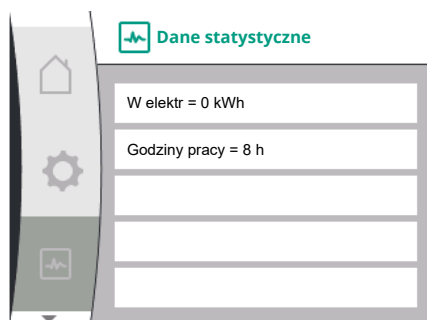 Dane statystyczne
W elektr = 0 kWh
Godziny pracy = 8 h